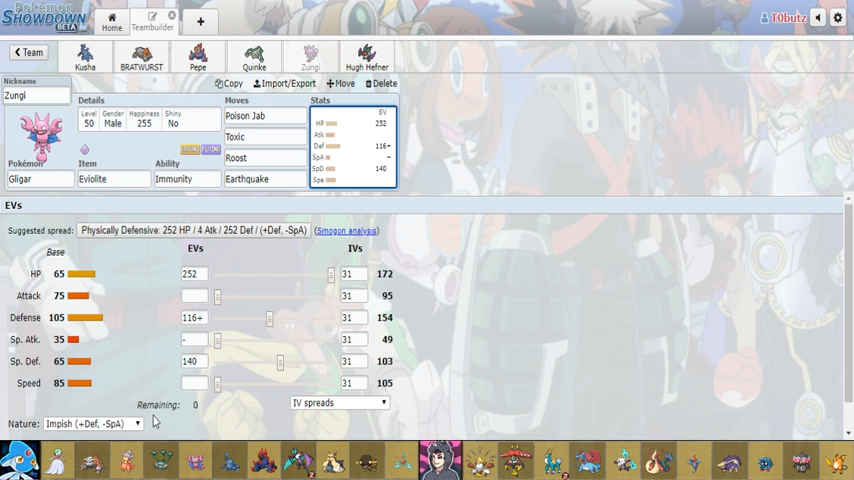 Pokémon
SHOWDOWN
BETA
Home
Teambuilder
+
T0butz
< Team
Kusha
BRATWURST
Pepe
Quinke
Zungi
Hugh Hefner
Copy Import/Export Move Delete
Nickname
Zungi
Details
Level Gender Happiness Shiny
50 Male 255 No
GROUND FLYING
Pokémon Item Ability
Gligar Eviolite Immunity
Moves
Poison Jab
Toxic
Roost
Earthquake
Stats
EV
HP 252
Atk
Def 116+
SpA -
SpD 140
Spe
EVs
Suggested spread: Physically Defensive: 252 HP / 4 Atk / 252 Def / (+Def, -SpA) (Smogon analysis)
Base EVs IVs
HP 65 252 31 172
Attack 75 31 95
Defense 105 116+ 31 154
Sp. Atk. 35 - 31 49
Sp. Def. 65 140 31 103
Speed 85 31 105
Remaining: 0
IV spreads
Nature: Impish (+Def, -SpA)
Z
Z